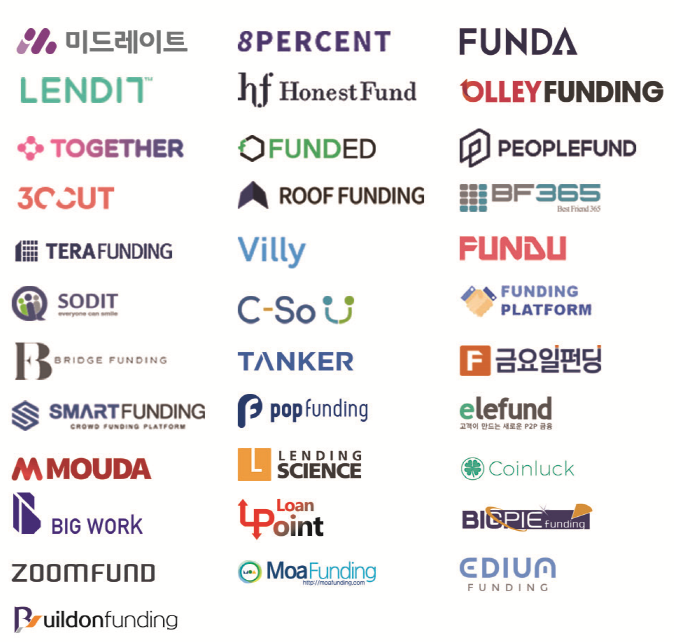 미드레이트
8PERCENT
FUNDA
LENDIT™
hf HonestFund
OLLEYFUNDING
TOGETHER
FUNDED
PEOPLEFUND
30CUT
ROOF FUNDING
BF365
Best Friend 365
TERAFUNDING
Villy
FUNDU
SODIT
everyone can smile
C-So U
FUNDING
PLATFORM
B
BRIDGE FUNDING
TANKER
F 금요일펀딩
SMARTFUNDING
CROWD FUNDING PLATFORM
popfunding
elefund
고객이 만드는 새로운 P2P 금융
MOUDA
L LENDING
SCIENCE
Coinluck
BIG WORK
Loan
Point
BIGPIE Funding
ZOOMFUND
MoaFunding
http://moafunding.com
EDIUM
FUNDING
Buildonfunding